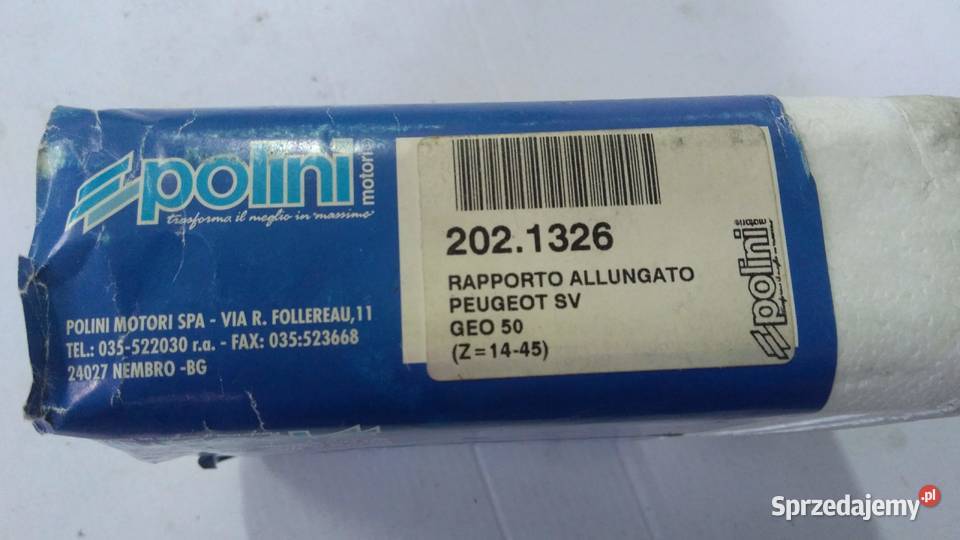 polini
motori
trasforma il meglio in "massimo"
POLINI MOTORI SPA - VIA R. FOLLEREAU,11
TEL.: 035-522030 r.a. - FAX: 035:523668
24027 NEMBRO -BG
202.1326
RAPPORTO ALLUNGATO
PEUGEOT SV
GEO 50
(Z=14-45)
polini
motori
Sprzedajemy.pl